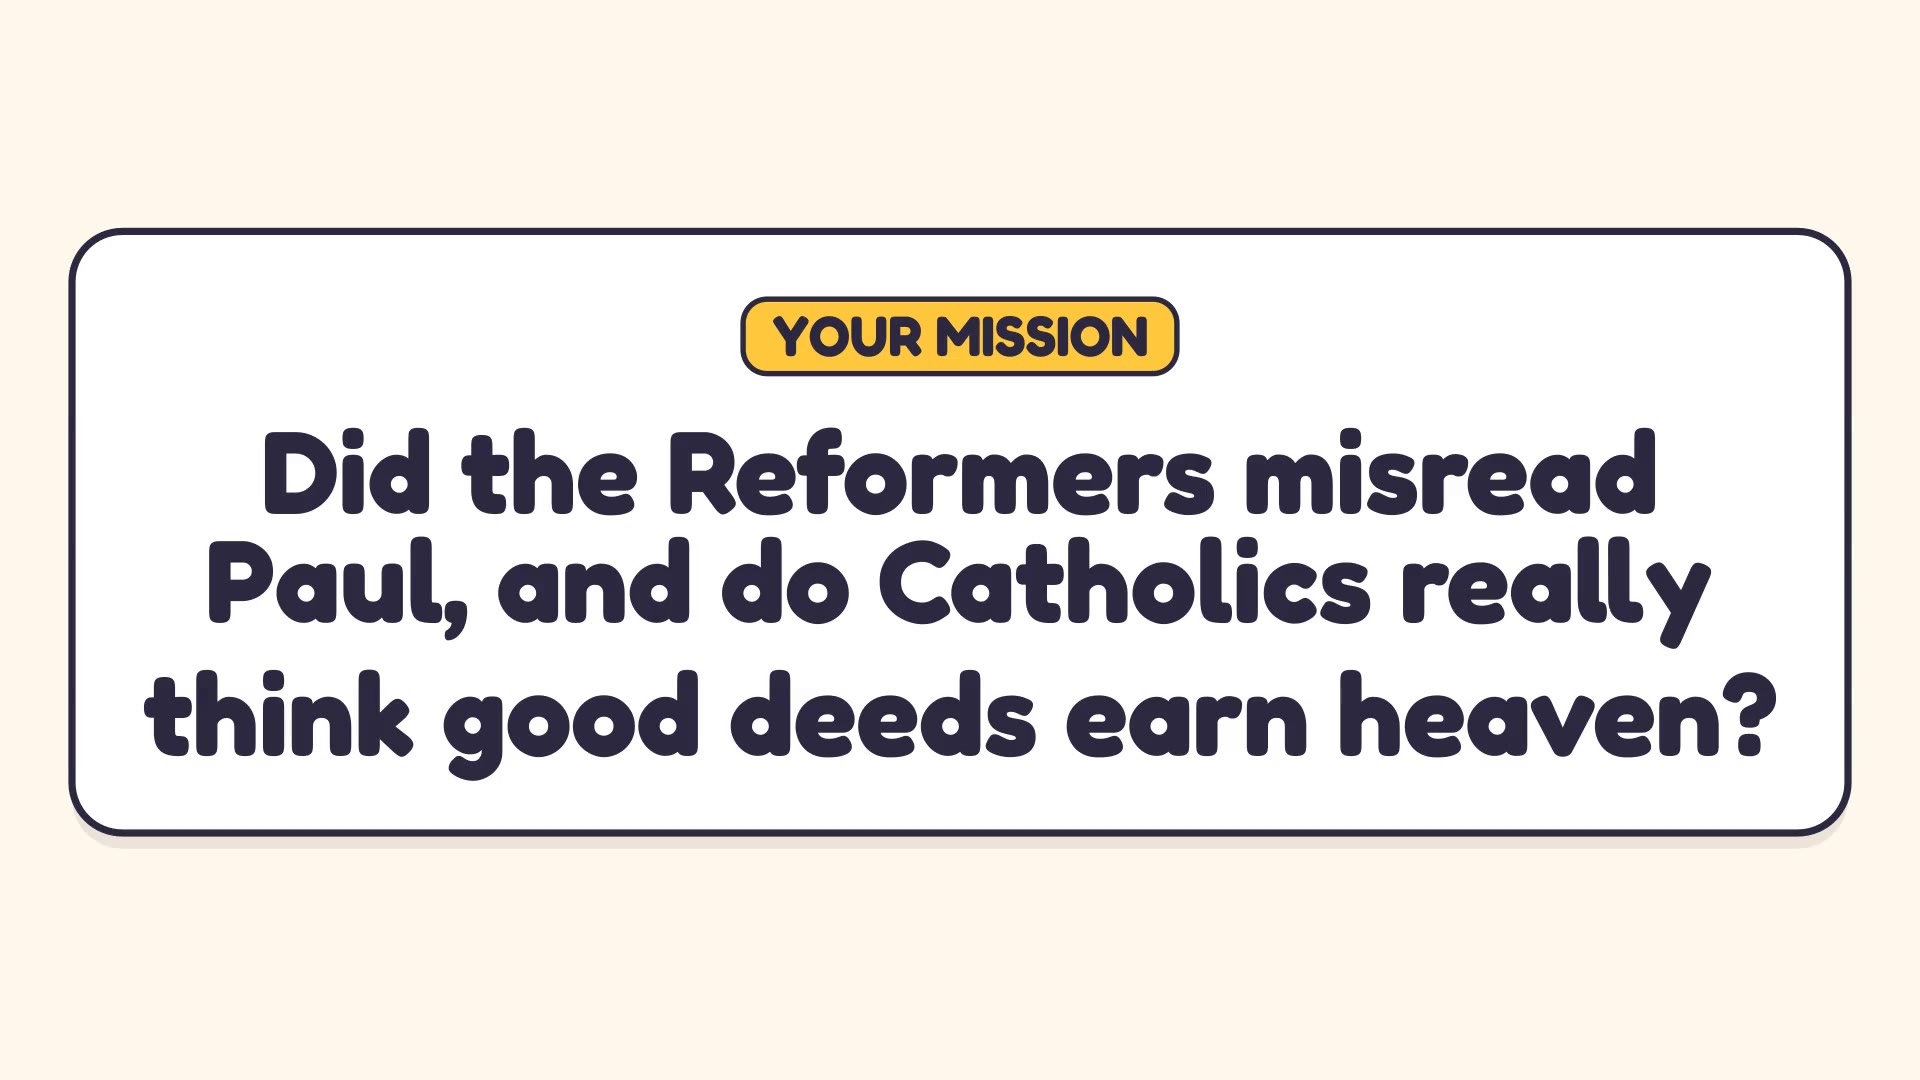 YOUR MISSION
Did the Reformers misread
Paul, and do Catholics really
think good deeds earn heaven?